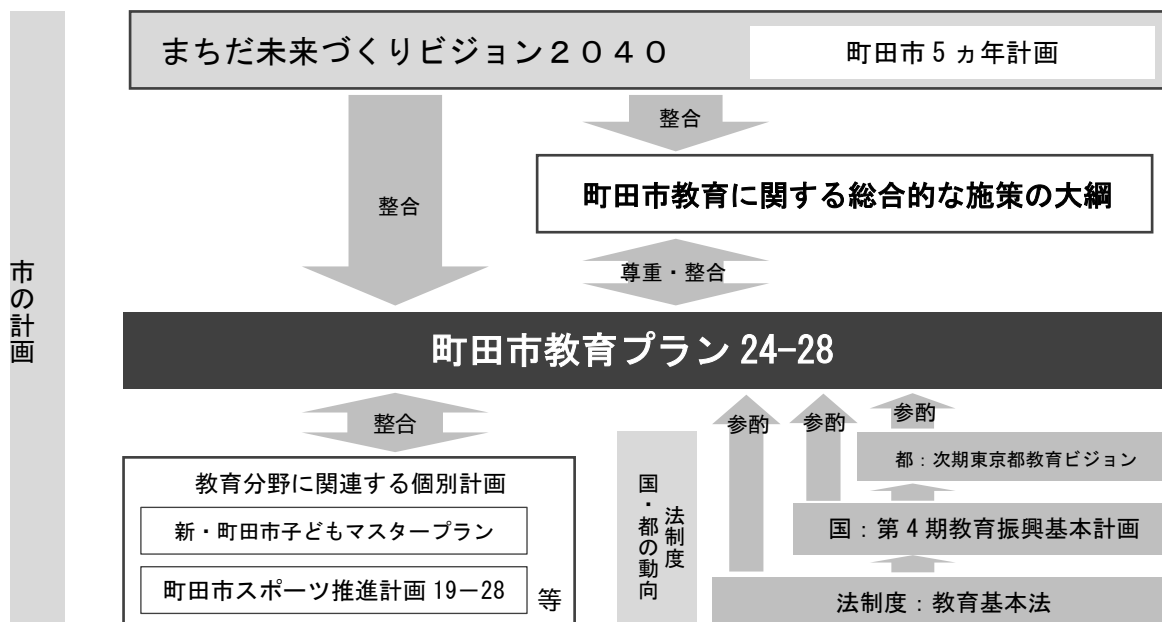 まちだ未来づくりビジョン２０４０
町田市５ヵ年計画
整合
整合
町田市教育に関する総合的な施策の大綱
尊重・整合
市の計画
町田市教育プラン 24−28
整合
参酌
参酌
参酌
教育分野に関連する個別計画
新・町田市子どもマスタープラン
町田市スポーツ推進計画 19−28
等
法制度
国・都の動向
都：次期東京都教育ビジョン
国：第４期教育振興基本計画
法制度：教育基本法